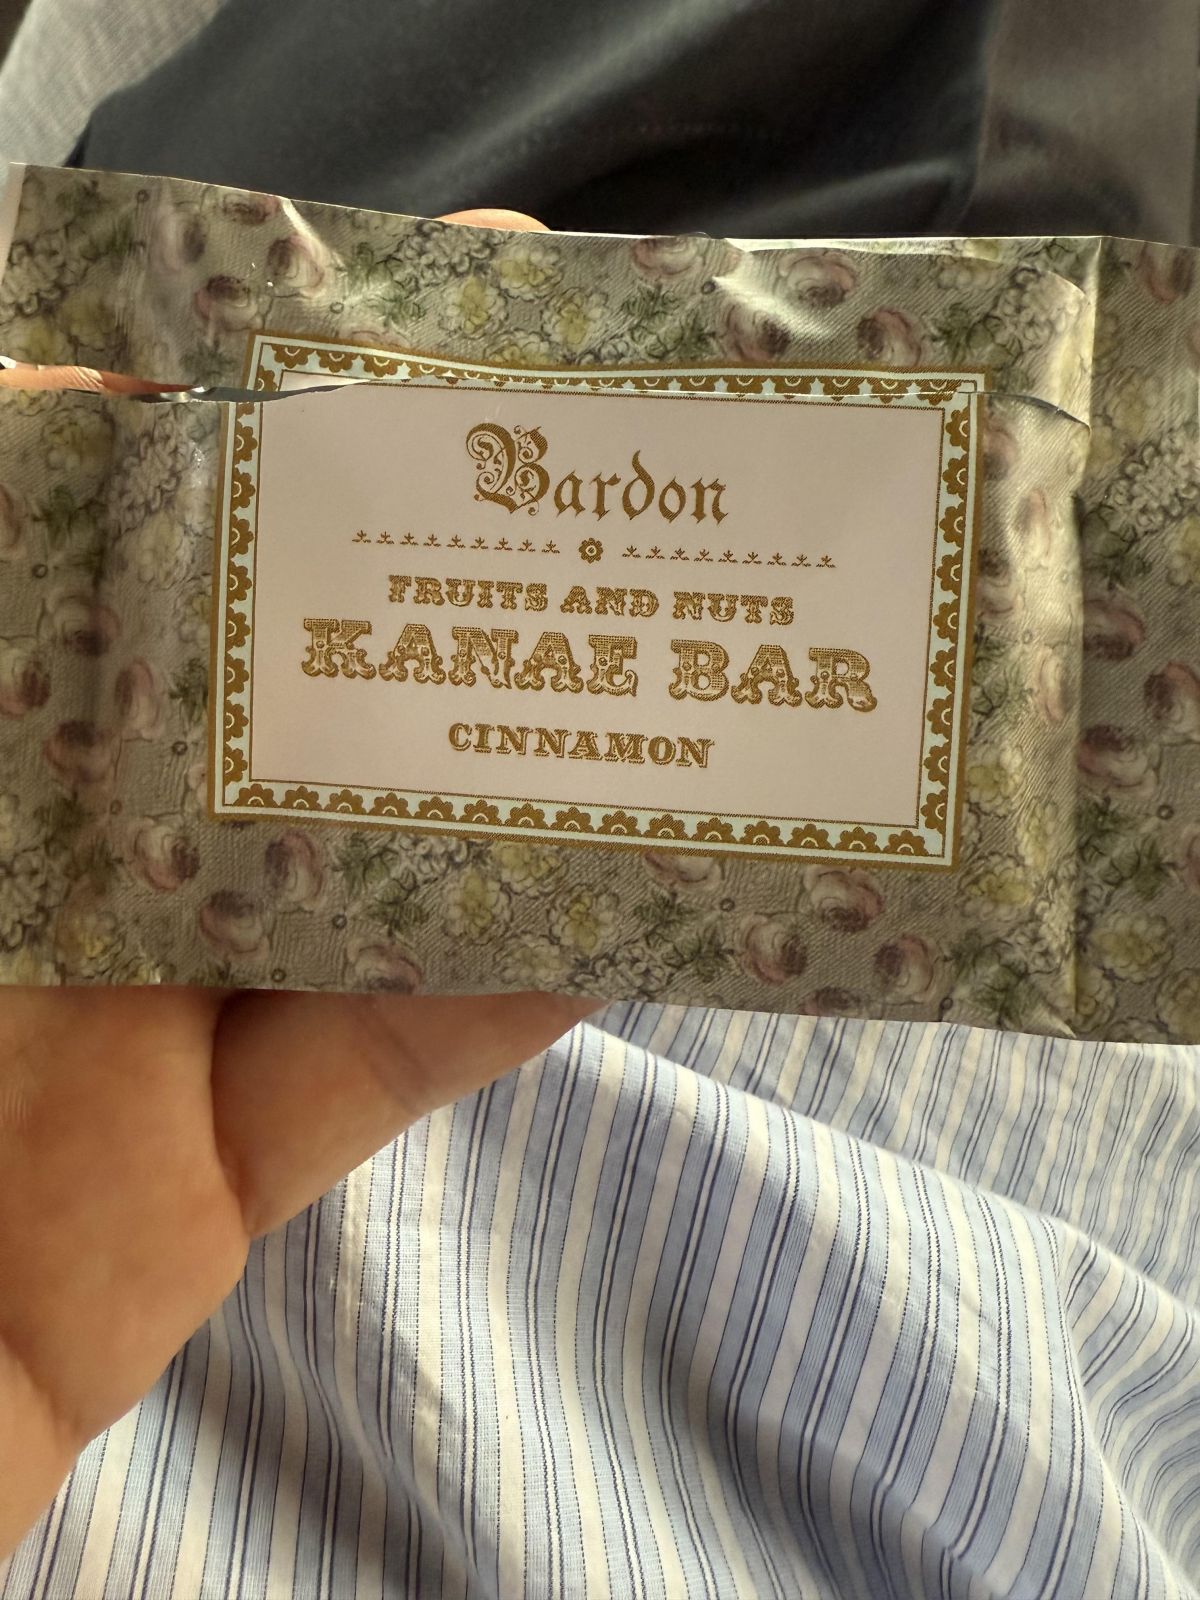 Bardon
FRUITS AND NUTS
KANAE BAR
CINNAMON